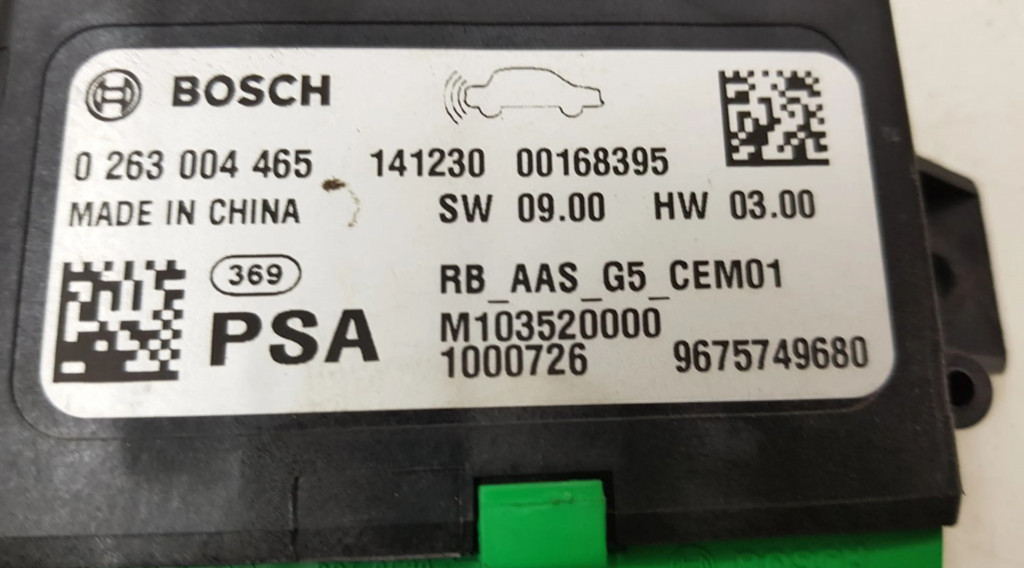 BOSCH
0 263 004 465 141230 00168395
MADE IN CHINA SW 09.00 HW 03.00
369 RB_AAS_G5_CEM01
PSA M103520000
1000726 9675749680
BOSCH